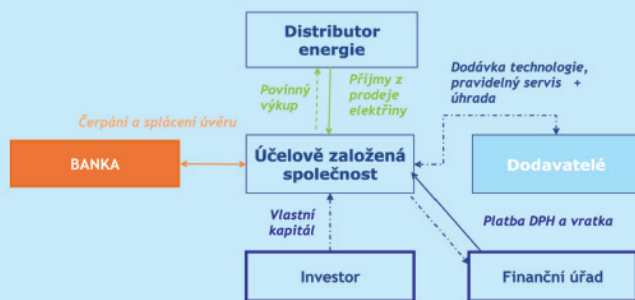 Distributor
energie
Dodávka technologie,
pravidelný servis +
úhrada
Povinný
výkup
Příjmy z
prodeje
elektřiny
Čerpání a splácení úvěru
BANKA
Účelově založená
společnost
Dodavatelé
Vlastní
kapitál
Platba DPH a vratka
Investor
Finanční úřad